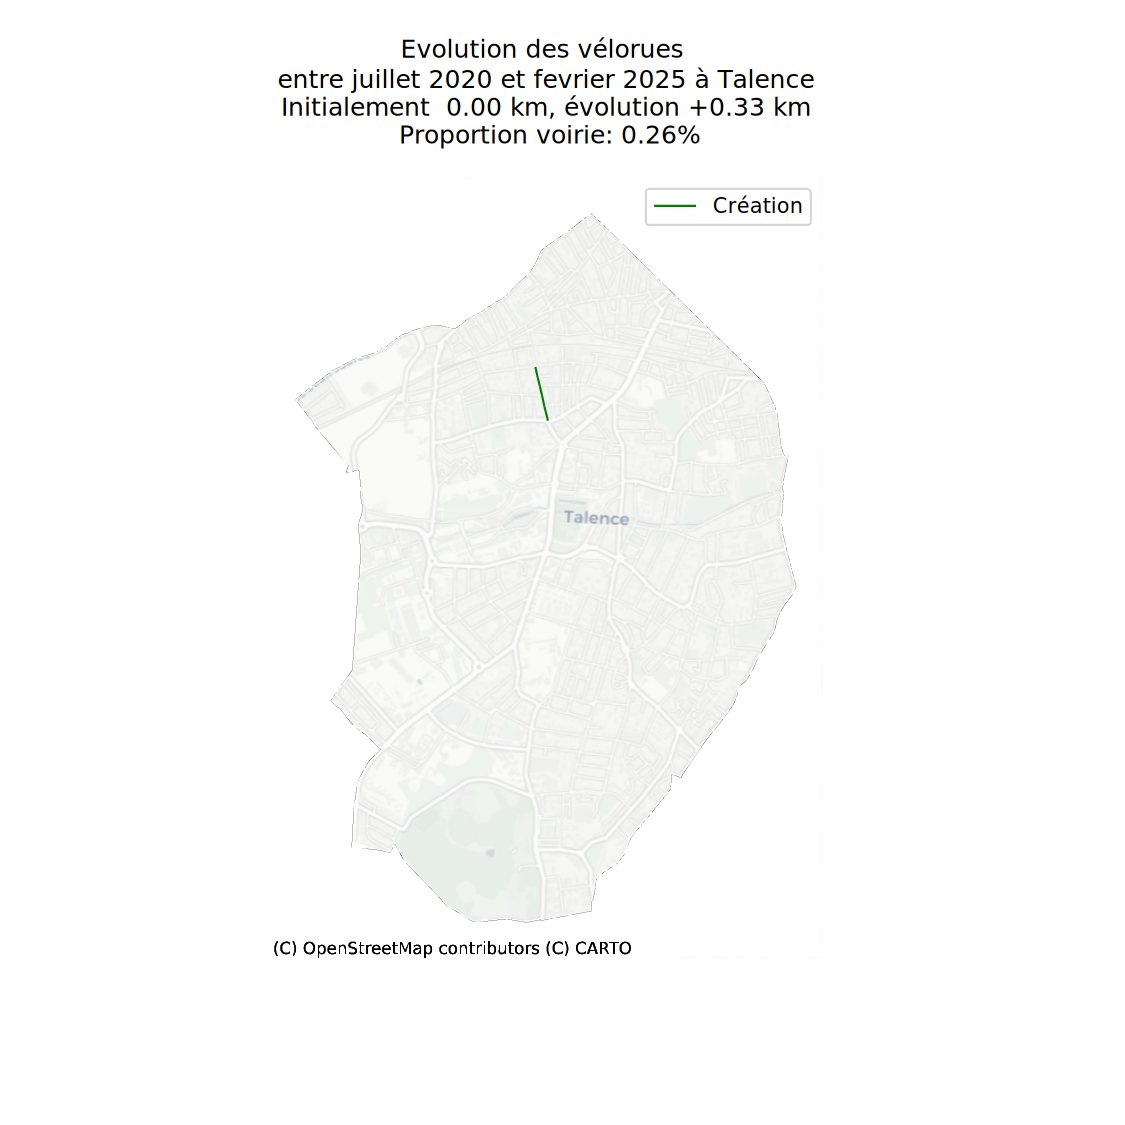 Evolution des vélorues
entre juillet 2020 et fevrier 2025 à Talence
Initialement  0.00 km, évolution +0.33 km
Proportion voirie: 0.26%
Création
Talence
(C) OpenStreetMap contributors (C) CARTO